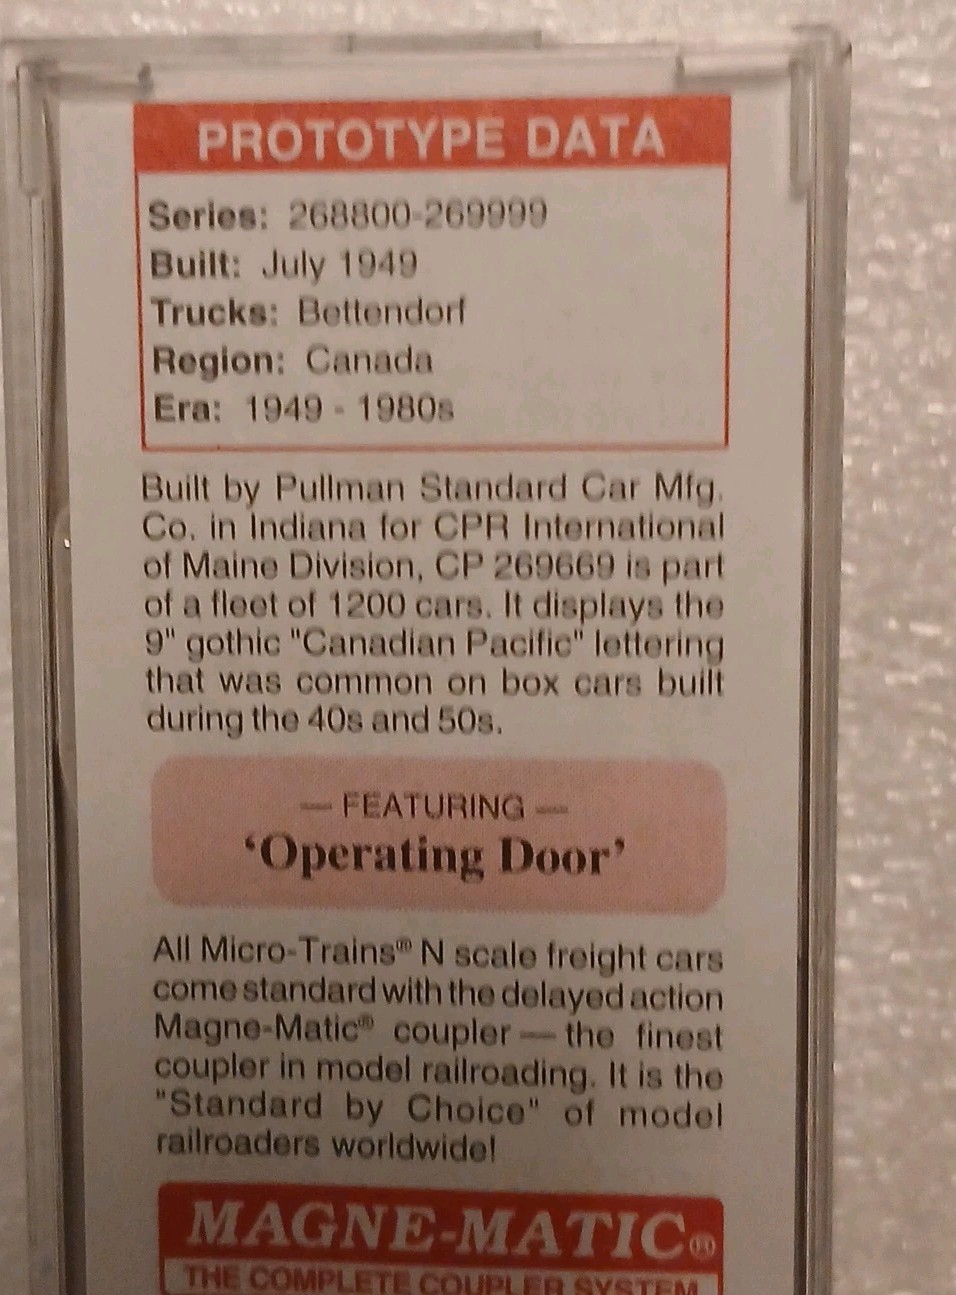 PROTOTYPE DATA
Series: 268800-269999
Built: July 1949
Trucks: Bettendorf
Region: Canada
Era: 1949 - 1980s
Built by Pullman Standard Car Mfg.
Co. in Indiana for CPR International
of Maine Division, CP 269669 is part
of a fleet of 1200 cars. It displays the
9" gothic "Canadian Pacific" lettering
that was common on box cars built
during the 40s and 50s.
— FEATURING —
‘Operating Door’
All Micro-Trains® N scale freight cars
come standard with the delayed action
Magne-Matic® coupler — the finest
coupler in model railroading. It is the
"Standard by Choice" of model
railroaders worldwide!
MAGNE-MATIC®
THE COMPLETE COUPLER SYSTEM